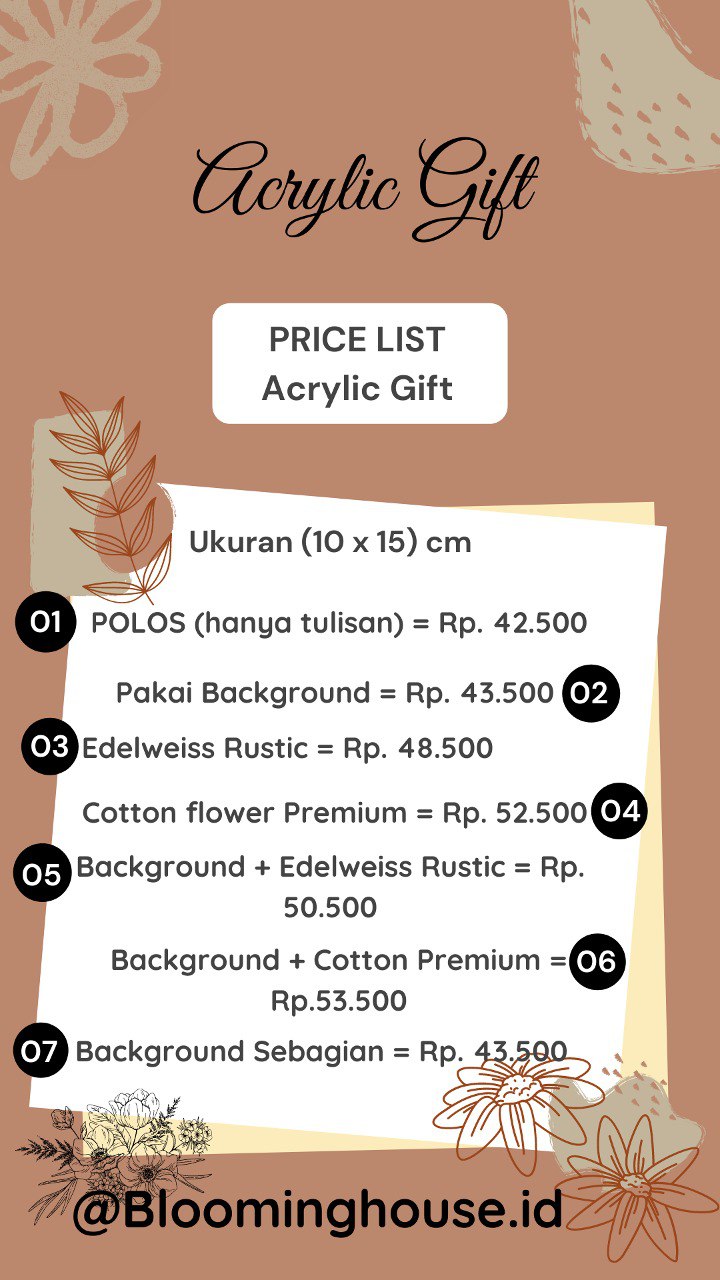 Acrylic Gift
PRICE LIST
Acrylic Gift
Ukuran (10 x 15) cm
01 POLOS (hanya tulisan) = Rp. 42.500
Pakai Background = Rp. 43.500 02
03 Edelweiss Rustic = Rp. 48.500
Cotton flower Premium = Rp. 52.500 04
05 Background + Edelweiss Rustic = Rp.
50.500
Background + Cotton Premium = 06
Rp.53.500
07 Background Sebagian = Rp. 43.500
@Bloominghouse.id